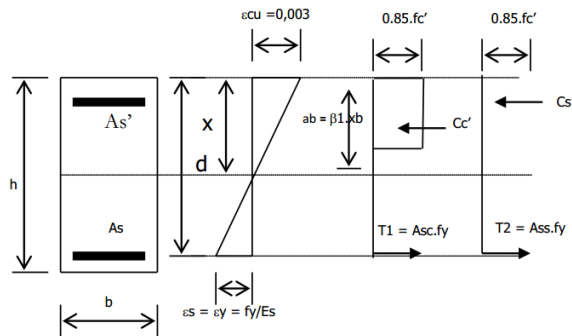 εcu =0,003
0.85.fc’
0.85.fc’
As’
x
ab = β1.xb
Cs
Cc’
d
h
As
T1 = Asc.fy
T2 = Ass.fy
εs = εy = fy/Es
b